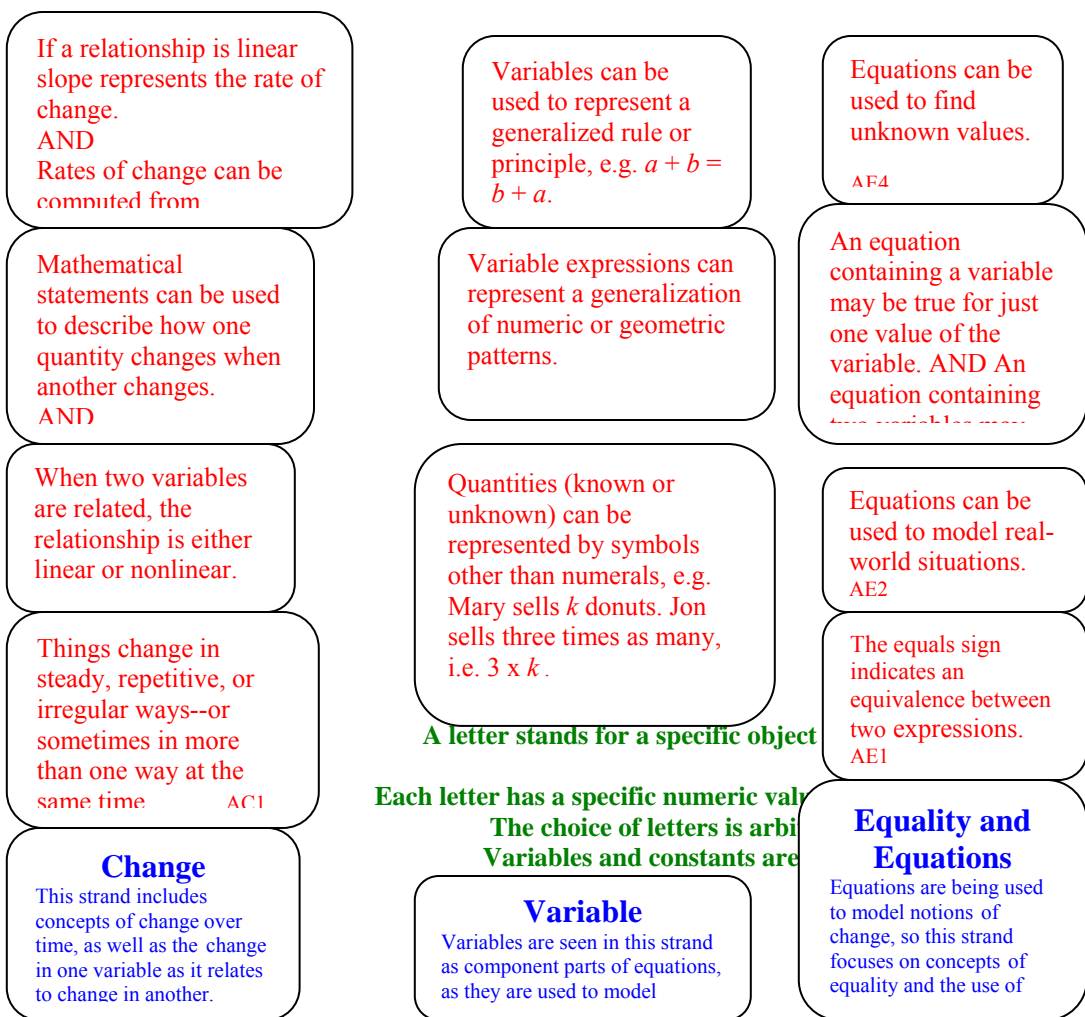 If a relationship is linear
slope represents the rate of
change.
AND
Rates of change can be
computed from
Mathematical
statements can be used
to describe how one
quantity changes when
another changes.
AND
When two variables
are related, the
relationship is either
linear or nonlinear.
Things change in
steady, repetitive, or
irregular ways--or
sometimes in more
than one way at the
same time AC1
Change
This strand includes
concepts of change over
time, as well as the change
in one variable as it relates
to change in another.
Variables can be
used to represent a
generalized rule or
principle, e.g. a + b =
b + a.
Variable expressions can
represent a generalization
of numeric or geometric
patterns.
Quantities (known or
unknown) can be
represented by symbols
other than numerals, e.g.
Mary sells k donuts. Jon
sells three times as many,
i.e. 3 x k .
A letter stands for a specific object
Each letter has a specific numeric
The choice of letters is
Variables and constants are
Variable
Variables are seen in this strand
as component parts of equations,
as they are used to model
Equations can be
used to find
unknown values.
AE4
An equation
containing a variable
may be true for just
one value of the
variable. AND An
equation containing
two variables may
Equations can be
used to model real-
world situations.
AE2
The equals sign
indicates an
equivalence between
two expressions.
AE1
Equality and
Equations
Equations are being used
to model notions of
change, so this strand
focuses on concepts of
equality and the use of